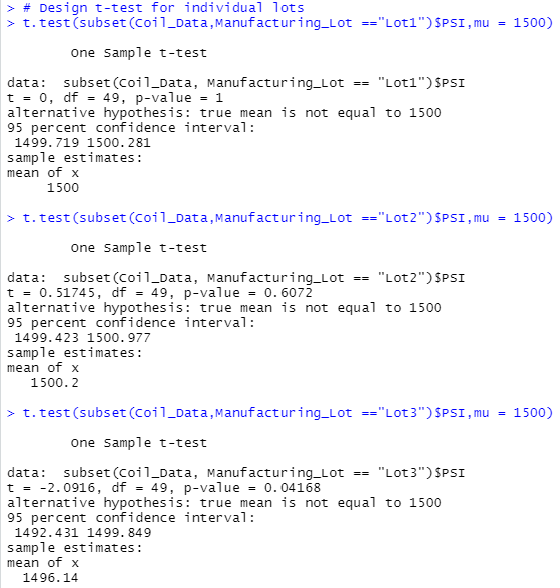 > # Design t-test for individual lots
> t.test(subset(Coil_Data,Manufacturing_Lot =="Lot1")$PSI,mu = 1500)
One Sample t-test
data:  subset(Coil_Data, Manufacturing_Lot == "Lot1")$PSI
t = 0, df = 49, p-value = 1
alternative hypothesis: true mean is not equal to 1500
95 percent confidence interval:
1499.719 1500.281
sample estimates:
mean of x
1500
> t.test(subset(Coil_Data,Manufacturing_Lot =="Lot2")$PSI,mu = 1500)
One Sample t-test
data:  subset(Coil_Data, Manufacturing_Lot == "Lot2")$PSI
t = 0.51745, df = 49, p-value = 0.6072
alternative hypothesis: true mean is not equal to 1500
95 percent confidence interval:
1499.423 1500.977
sample estimates:
mean of x
1500.2
> t.test(subset(Coil_Data,Manufacturing_Lot =="Lot3")$PSI,mu = 1500)
One Sample t-test
data:  subset(Coil_Data, Manufacturing_Lot == "Lot3")$PSI
t = -2.0916, df = 49, p-value = 0.04168
alternative hypothesis: true mean is not equal to 1500
95 percent confidence interval:
1492.431 1499.849
sample estimates:
mean of x
1496.14